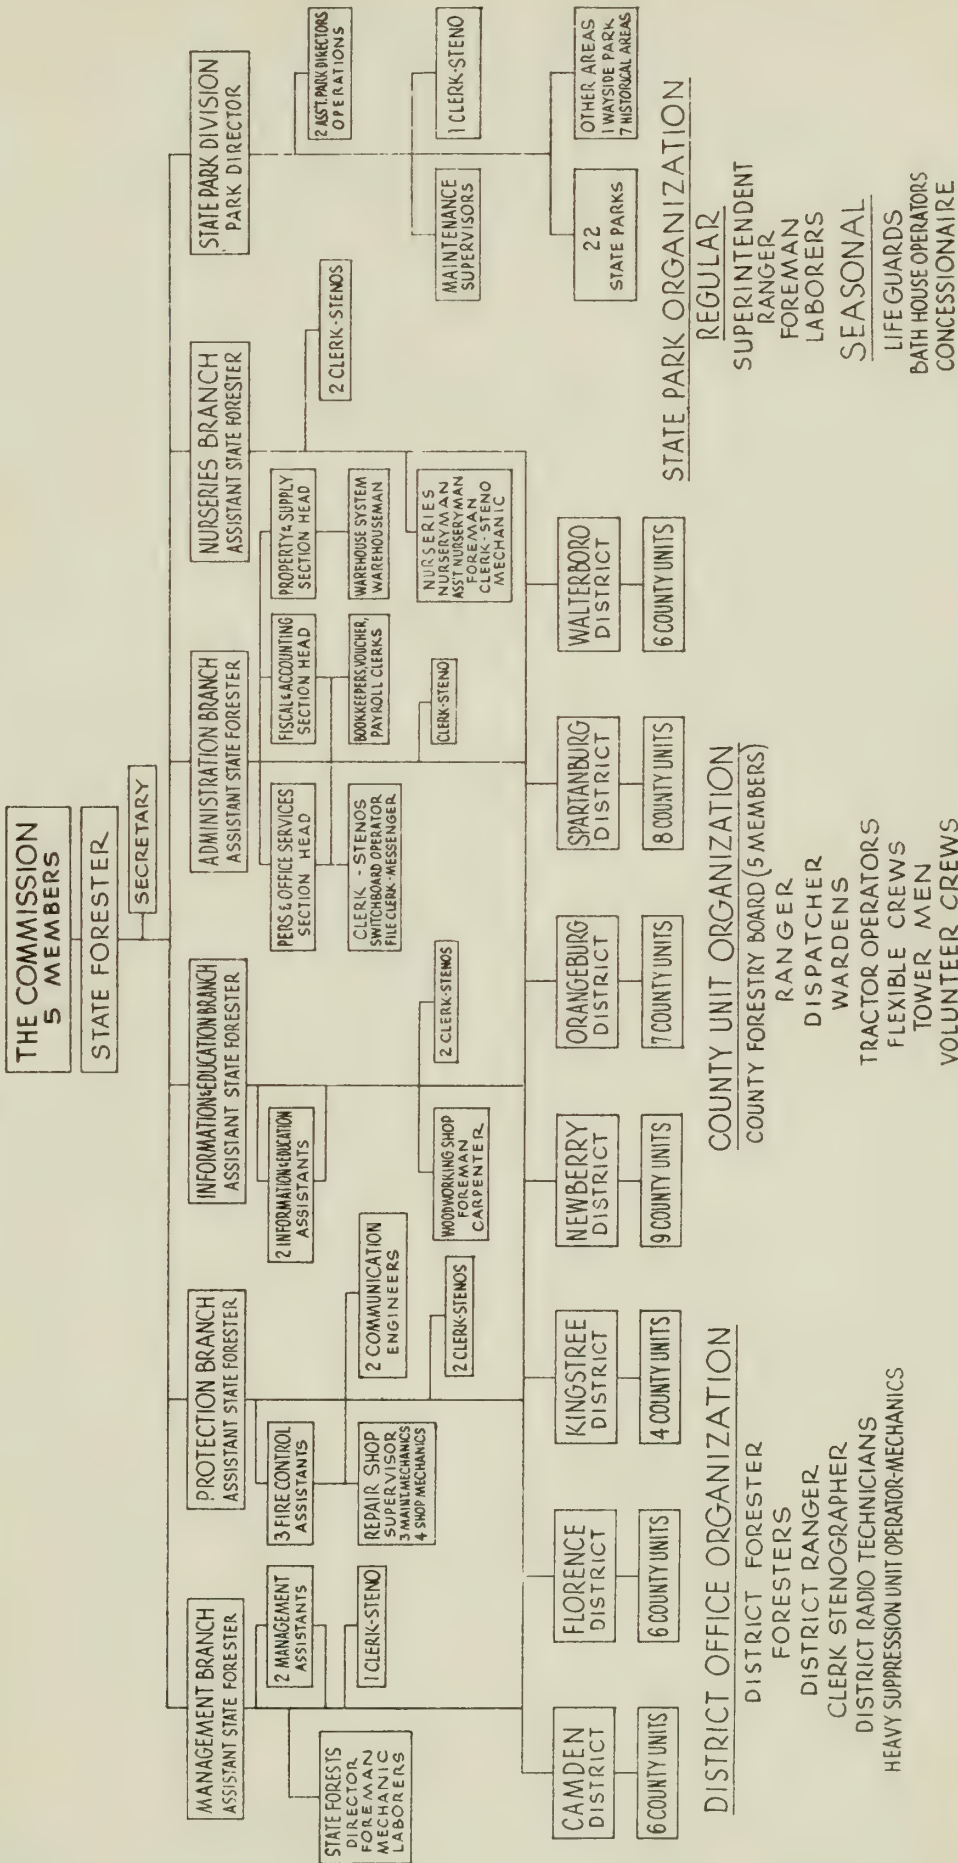 THE COMMISSION
5 MEMBERS
STATE FORESTER
SECRETARY
MANAGEMENT BRANCH
ASSISTANT STATE FORESTER
PROTECTION BRANCH
ASSISTANT STATE FORESTER
INFORMATION & EDUCATION BRANCH
ASSISTANT STATE FORESTER
ADMINISTRATION BRANCH
ASSISTANT STATE FORESTER
NURSERIES BRANCH
ASSISTANT STATE FORESTER
STATE PARK DIVISION
PARK DIRECTOR
2 MANAGEMENT
ASSISTANTS
1 CLERK-STENO
STATE FORESTS
DIRECTOR
FOREMAN
MECHANIC
LABORERS
3 FIRE CONTROL
ASSISTANTS
REPAIR SHOP
SUPERVISOR
3 MAINT. MECHANICS
4 SHOP MECHANICS
2 COMMUNICATION
ENGINEERS
2 CLERK-STENOS
2 INFORMATION & EDUCATION
ASSISTANTS
WOODWORKING SHOP
FOREMAN
CARPENTER
2 CLERK-STENOS
PERS & OFFICE SERVICES
SECTION HEAD
FISCAL & ACCOUNTING
SECTION HEAD
PROPERTY & SUPPLY
SECTION HEAD
CLERK - STENOS
SWITCHBOARD OPERATOR
FILE CLERK-MESSENGER
BOOKKEEPERS, VOUCHER,
PAYROLL CLERKS
WAREHOUSE SYSTEM
WAREHOUSEMAN
CLERK-STENO
2 CLERK-STENOS
NURSERIES
NURSERYMAN
ASST NURSERYMAN
FOREMAN
CLERK-STENO
MECHANIC
2 ASST. PARK DIRECTORS
OPERATIONS
MAINTENANCE
SUPERVISORS
1 CLERK-STENO
22
STATE PARKS
OTHER AREAS
1 WAYSIDE PARK
7 HISTORICAL AREAS
CAMDEN
DISTRICT
6 COUNTY UNITS
FLORENCE
DISTRICT
6 COUNTY UNITS
KINGSTREE
DISTRICT
4 COUNTY UNITS
NEWBERRY
DISTRICT
9 COUNTY UNITS
ORANGEBURG
DISTRICT
7 COUNTY UNITS
SPARTANBURG
DISTRICT
8 COUNTY UNITS
WALTERBORO
DISTRICT
6 COUNTY UNITS
DISTRICT OFFICE ORGANIZATION
DISTRICT FORESTER
FORESTERS
DISTRICT RANGER
CLERK STENOGRAPHER
DISTRICT RADIO TECHNICIANS
HEAVY SUPPRESSION UNIT OPERATOR-MECHANICS
COUNTY UNIT ORGANIZATION
COUNTY FORESTRY BOARD (5 MEMBERS)
RANGER
DISPATCHER
WARDENS
TRACTOR OPERATORS
FLEXIBLE CREWS
TOWER MEN
VOLUNTEER CREWS
STATE PARK ORGANIZATION
REGULAR
SUPERINTENDENT
RANGER
FOREMAN
LABORERS
SEASONAL
LIFE GUARDS
BATH HOUSE OPERATORS
CONCESSIONAIRE